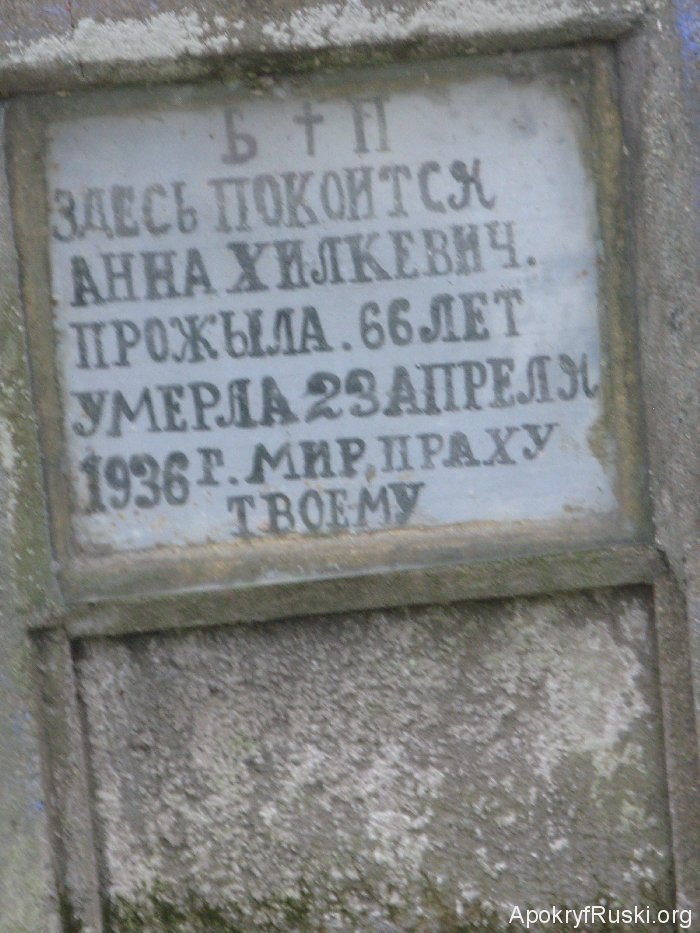 Б † П
ЗДЕСЬ ПОКОИТСЯ
АННА ХИЛКЕВИЧ.
ПРОЖЫЛА. 66 ЛЕТ
УМЕРЛА 23 АПРЕЛЯ
1936 Г. МИР, ПРАХУ
ТВОЕМУ
ApokryfRuski.org